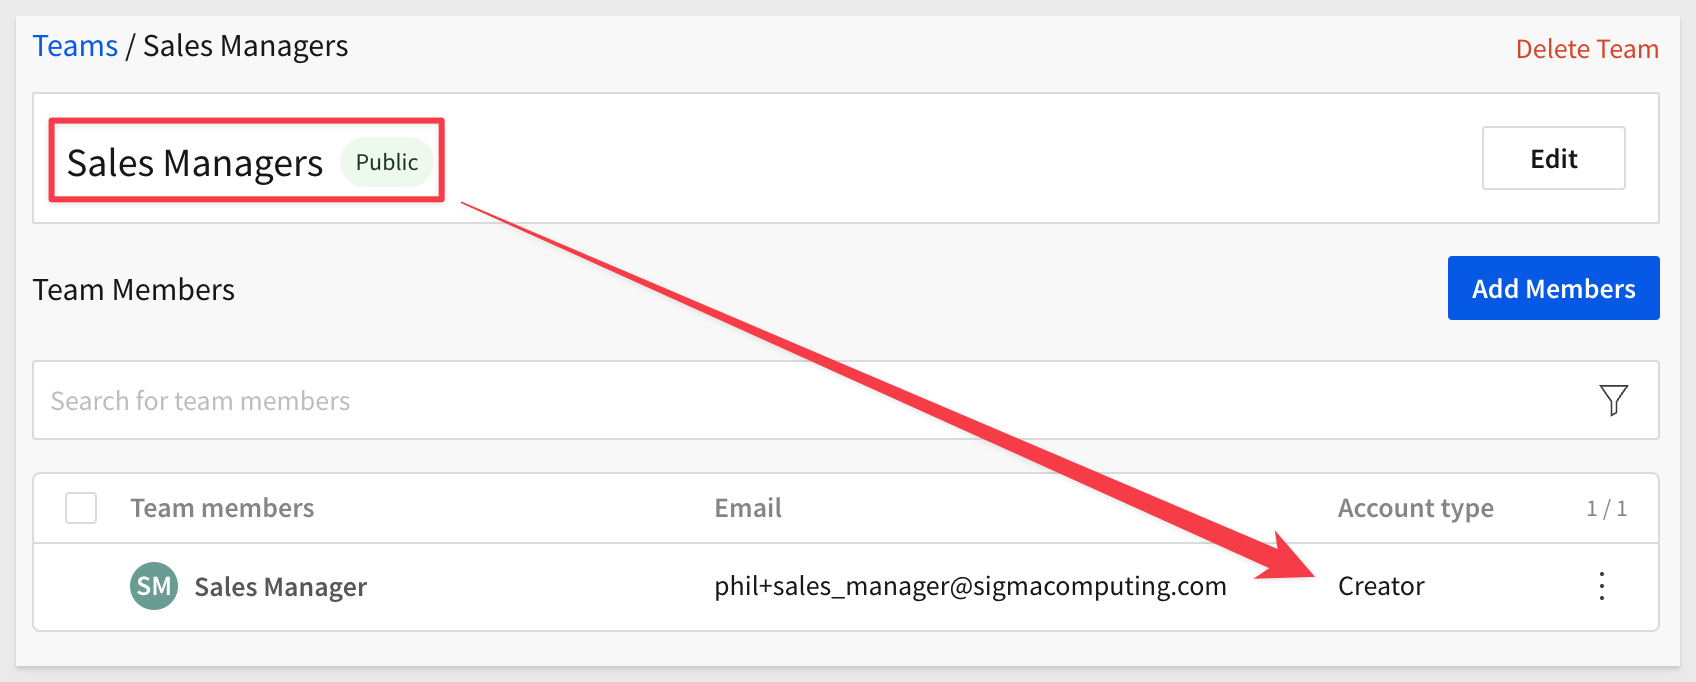 Teams / Sales Managers
Delete Team
Sales Managers Public
Edit
Team Members
Add Members
Search for team members
Team members Email Account type 1 / 1
SM Sales Manager phil+sales_manager@sigmacomputing.com Creator